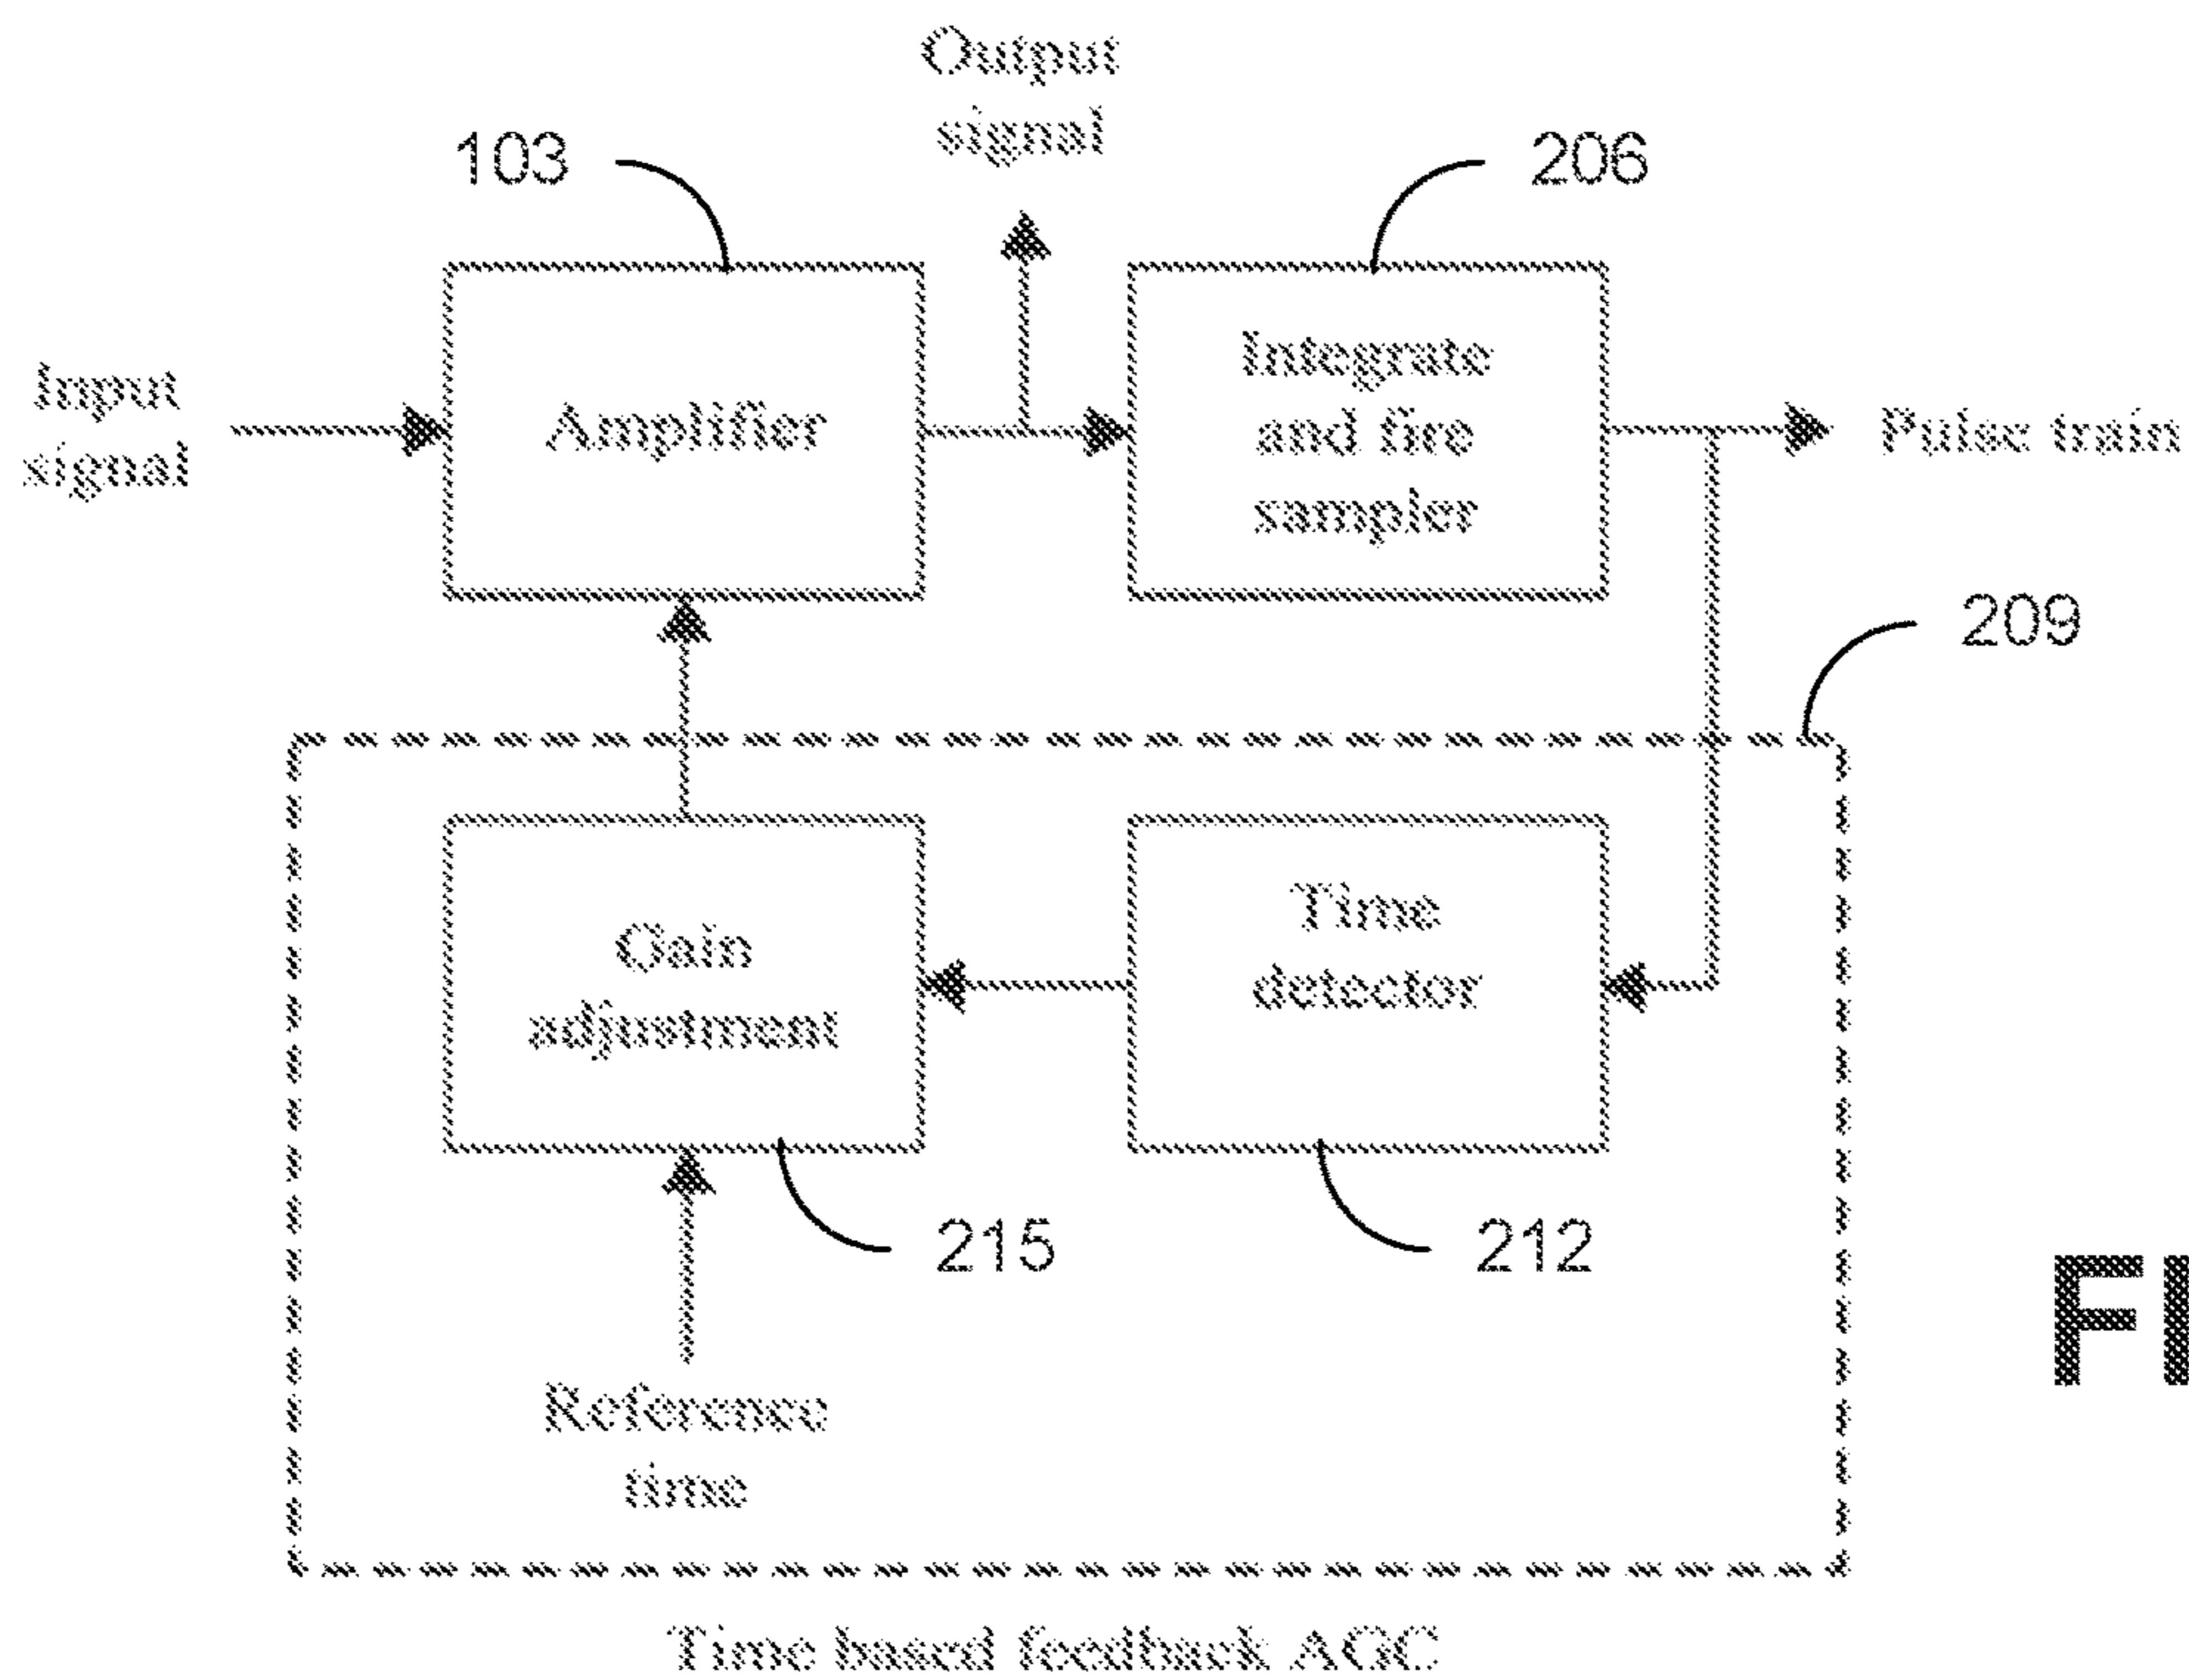 Output
signal
103
206
Input
signal
Amplifier
Integrate
and fire
sampler
Pulse train
209
Gain
adjustment
Time
detector
215
212
Reference
time
Time based feedback AGC